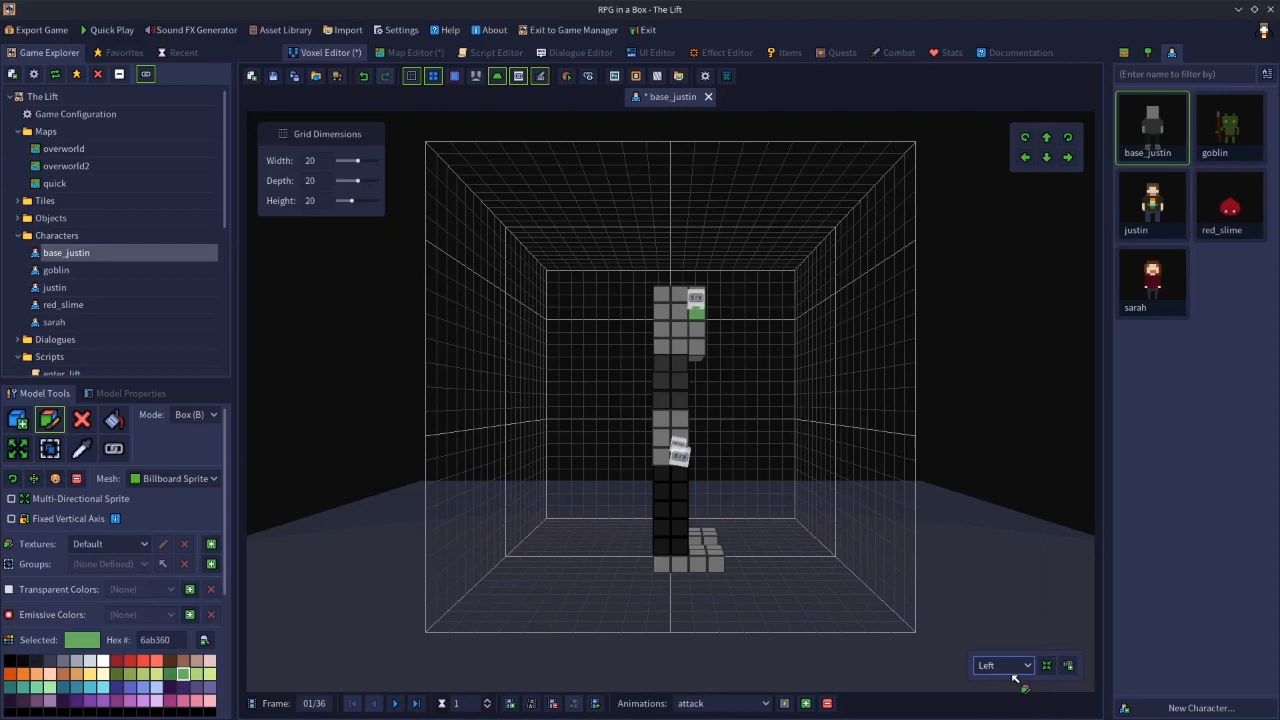 RPG in a Box - The Lift
Export Game Quick Play Sound FX Generator Asset Library Import Settings Help About Exit to Game Manager Exit
Game Explorer Favorites Recent Voxel Editor (*) Map Editor (*) Script Editor Dialogue Editor UI Editor Effect Editor Items Quests Combat Stats Documentation
(Enter name to filter by)
* base_justin
The Lift
Game Configuration
Maps
overworld
overworld2
quick
Tiles
Objects
Characters
base_justin
goblin
justin
red_slime
sarah
Dialogues
Scripts
enter_lift
Grid Dimensions
Width: 20
Depth: 20
Height: 20
base_justin goblin
justin red_slime
sarah
Model Tools Model Properties
Mode: Box (B)
Mesh: Billboard Sprite
Multi-Directional Sprite
Fixed Vertical Axis
Textures: Default
Groups: (None Defined)
Transparent Colors: (None)
Emissive Colors: (None)
Selected: Hex #: 6ab360
Left
Frame: 01/36 1 Animations: attack
New Character...